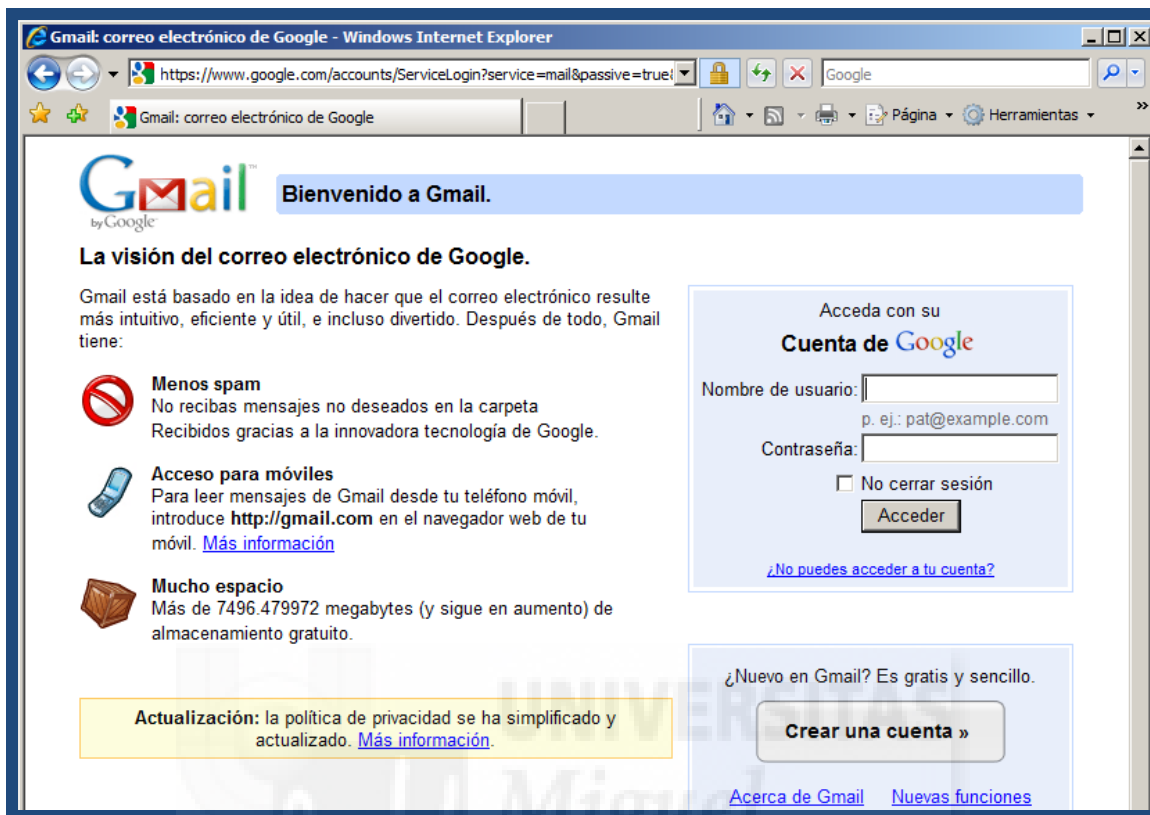 Gmail: correo electrónico de Google - Windows Internet Explorer
https://www.google.com/accounts/ServiceLogin?service=mail&passive=true&
Google
Gmail: correo electrónico de Google
Página
Herramientas
»
Gmail™
by Google™
Bienvenido a Gmail.
La visión del correo electrónico de Google.
Gmail está basado en la idea de hacer que el correo electrónico resulte
más intuitivo, eficiente y útil, e incluso divertido. Después de todo, Gmail
tiene:
Menos spam
No recibas mensajes no deseados en la carpeta
Recibidos gracias a la innovadora tecnología de Google.
Acceso para móviles
Para leer mensajes de Gmail desde tu teléfono móvil,
introduce http://gmail.com en el navegador web de tu
móvil. Más información
Mucho espacio
Más de 7496.479972 megabytes (y sigue en aumento) de
almacenamiento gratuito.
Actualización: la política de privacidad se ha simplificado y
actualizado. Más información.
Acceda con su
Cuenta de Google
Nombre de usuario:
p. ej.: pat@example.com
Contraseña:
No cerrar sesión
Acceder
¿No puedes acceder a tu cuenta?
¿Nuevo en Gmail? Es gratis y sencillo.
Crear una cuenta »
Acerca de Gmail Nuevas funciones
UNIVERSITAS
Miguel